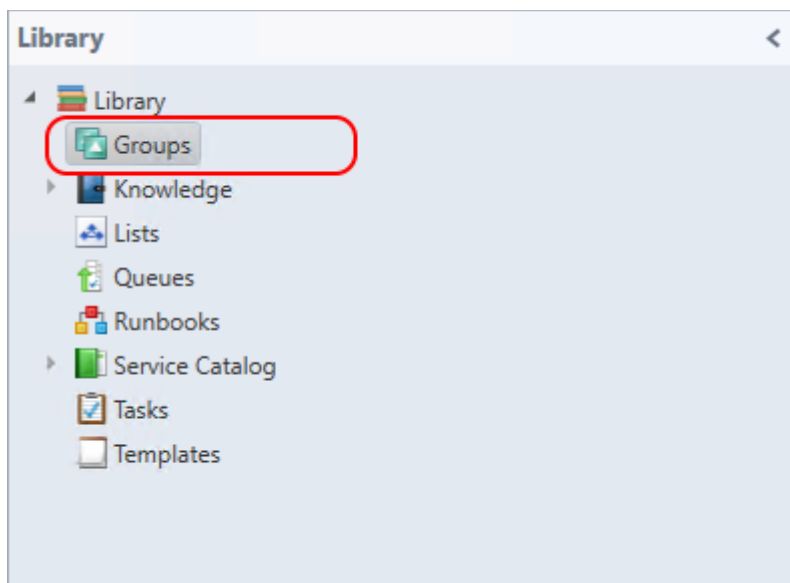 Library
Library
Groups
Knowledge
Lists
Queues
Runbooks
Service Catalog
Tasks
Templates